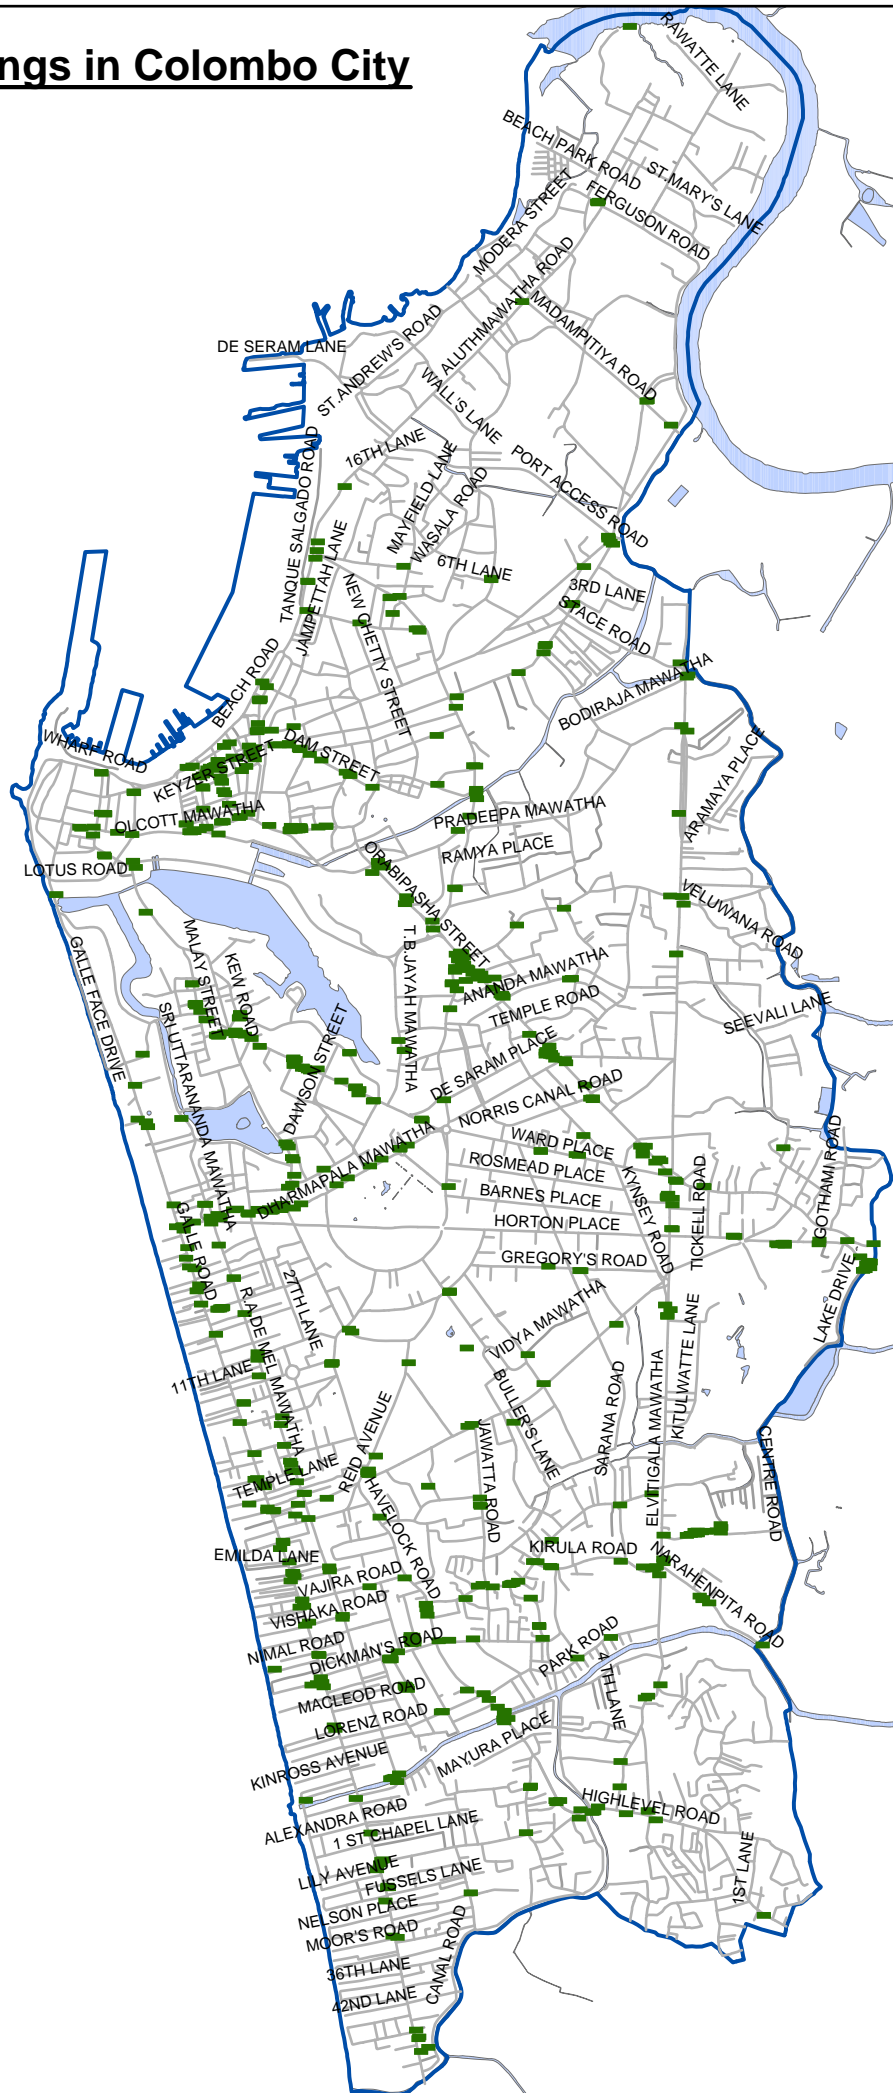 ngs in Colombo City
RAWATTE LANE
BEACH PARK ROAD
ST.MARY'S LANE
FERGUSON ROAD
MODERA STREET
ALUTHMAWATHA ROAD
MADAMPITIYA ROAD
DE SERAM LANE
ST.ANDREW'S ROAD
WALL'S LANE
16TH LANE
PORT ACCESS ROAD
TANQUE SALGADO ROAD
MAYFIELD LANE
WASALA ROAD
JAMPETTAH LANE
6TH LANE
3RD LANE
STACE ROAD
NEW CHETTY STREET
BEACH ROAD
BODIRAJA MAWATHA
WHARF ROAD
DAM STREET
KEYZER STREET
ARAMAYA PLACE
OLCOTT MAWATHA
PRADEEPA MAWATHA
RAMYA PLACE
LOTUS ROAD
ORABIPASHA STREET
VELUWANA ROAD
GALLE FACE DRIVE
MALAY STREET
KEW ROAD
T.B.JAYAH MAWATHA
ANANDA MAWATHA
TEMPLE ROAD
SEEVALI LANE
SRI UTTARANANDA MAWATHA
DAWSON STREET
DE SARAM PLACE
NORRIS CANAL ROAD
DHARMAPALA MAWATHA
WARD PLACE
ROSMEAD PLACE
BARNES PLACE
HORTON PLACE
KYNSEY ROAD
TICKELL ROAD
GOTHAMI ROAD
GALLE ROAD
GREGORY'S ROAD
LAKE DRIVE
27TH LANE
R.A.DE MEL MAWATHA
VIDYA MAWATHA
KITULWATTE LANE
11TH LANE
BULLER'S LANE
SARANA ROAD
ELVITIGALA MAWATHA
REID AVENUE
JAWATTA ROAD
CENTRE ROAD
TEMPLE LANE
HAVELOCK ROAD
EMILDA LANE
KIRULA ROAD
NARAHENPITA ROAD
VAJIRA ROAD
VISHAKA ROAD
NIMAL ROAD
DICKMAN'S ROAD
PARK ROAD
4 TH LANE
MACLEOD ROAD
LORENZ ROAD
MAYURA PLACE
KINROSS AVENUE
HIGHLEVEL ROAD
ALEXANDRA ROAD
1 ST CHAPEL LANE
LILY AVENUE
FUSSELS LANE
1ST LANE
NELSON PLACE
MOOR'S ROAD
CANAL ROAD
36TH LANE
42ND LANE